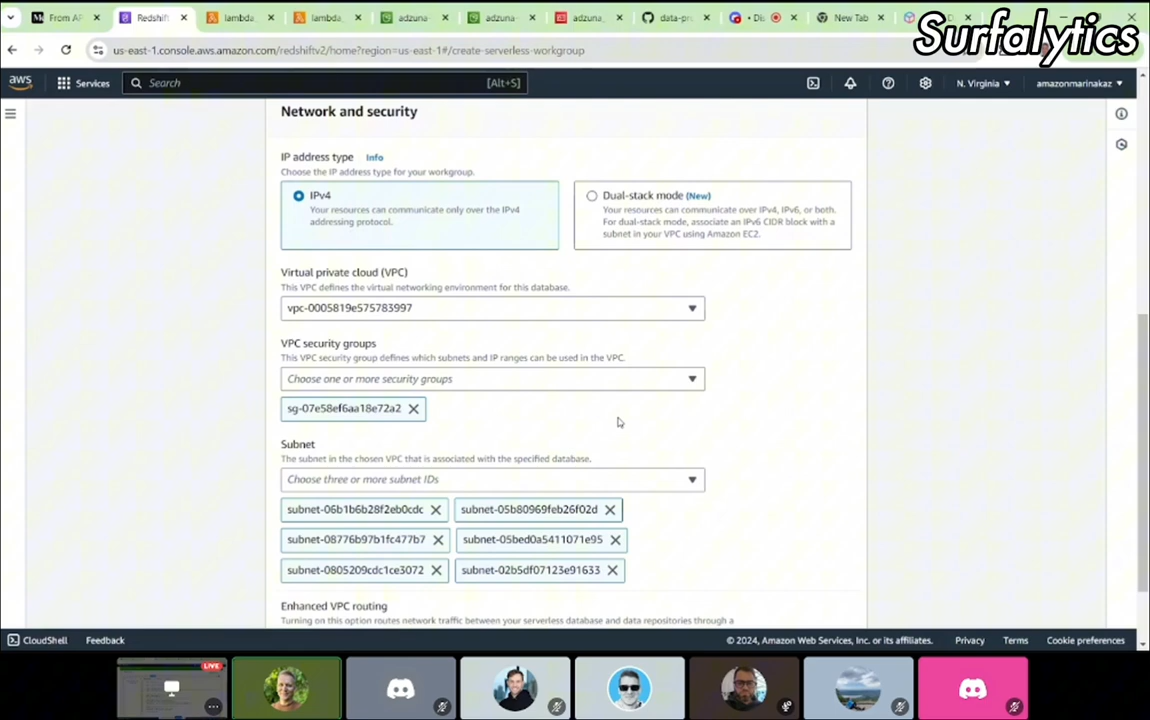 From AP
Redshift
lambda_
lambda_
adzuna-
adzuna-
adzuna_
data-pr
Dis
New Tab
Surfalytics
us-east-1.console.aws.amazon.com/redshiftv2/home?region=us-east-1#/create-serverless-workgroup
aws
Services
Search
[Alt+S]
N. Virginia
amazonmarinakaz
Network and security
IP address type Info
Choose the IP address type for your workgroup.
IPv4
Your resources can communicate only over the IPv4
addressing protocol.
Dual-stack mode (New)
Your resources can communicate over IPv4, IPv6, or both.
For dual-stack mode, associate an IPv6 CIDR block with a
subnet in your VPC using Amazon EC2.
Virtual private cloud (VPC)
This VPC defines the virtual networking environment for this database.
vpc-0005819e575783997
VPC security groups
This VPC security group defines which subnets and IP ranges can be used in the VPC.
Choose one or more security groups
sg-07e58ef6aa18e72a2
Subnet
The subnet in the chosen VPC that is associated with the specified database.
Choose three or more subnet IDs
subnet-06b1b6b28f2eb0cdc
subnet-05b80969feb26f02d
subnet-08776b97b1fc477b7
subnet-05bed0a5411071e95
subnet-0805209cdc1ce3072
subnet-02b5df07123e91633
Enhanced VPC routing
Turning on this option routes network traffic between your serverless database and data repositories through a
CloudShell
Feedback
© 2024, Amazon Web Services, Inc. or its affiliates.
Privacy
Terms
Cookie preferences
LIVE